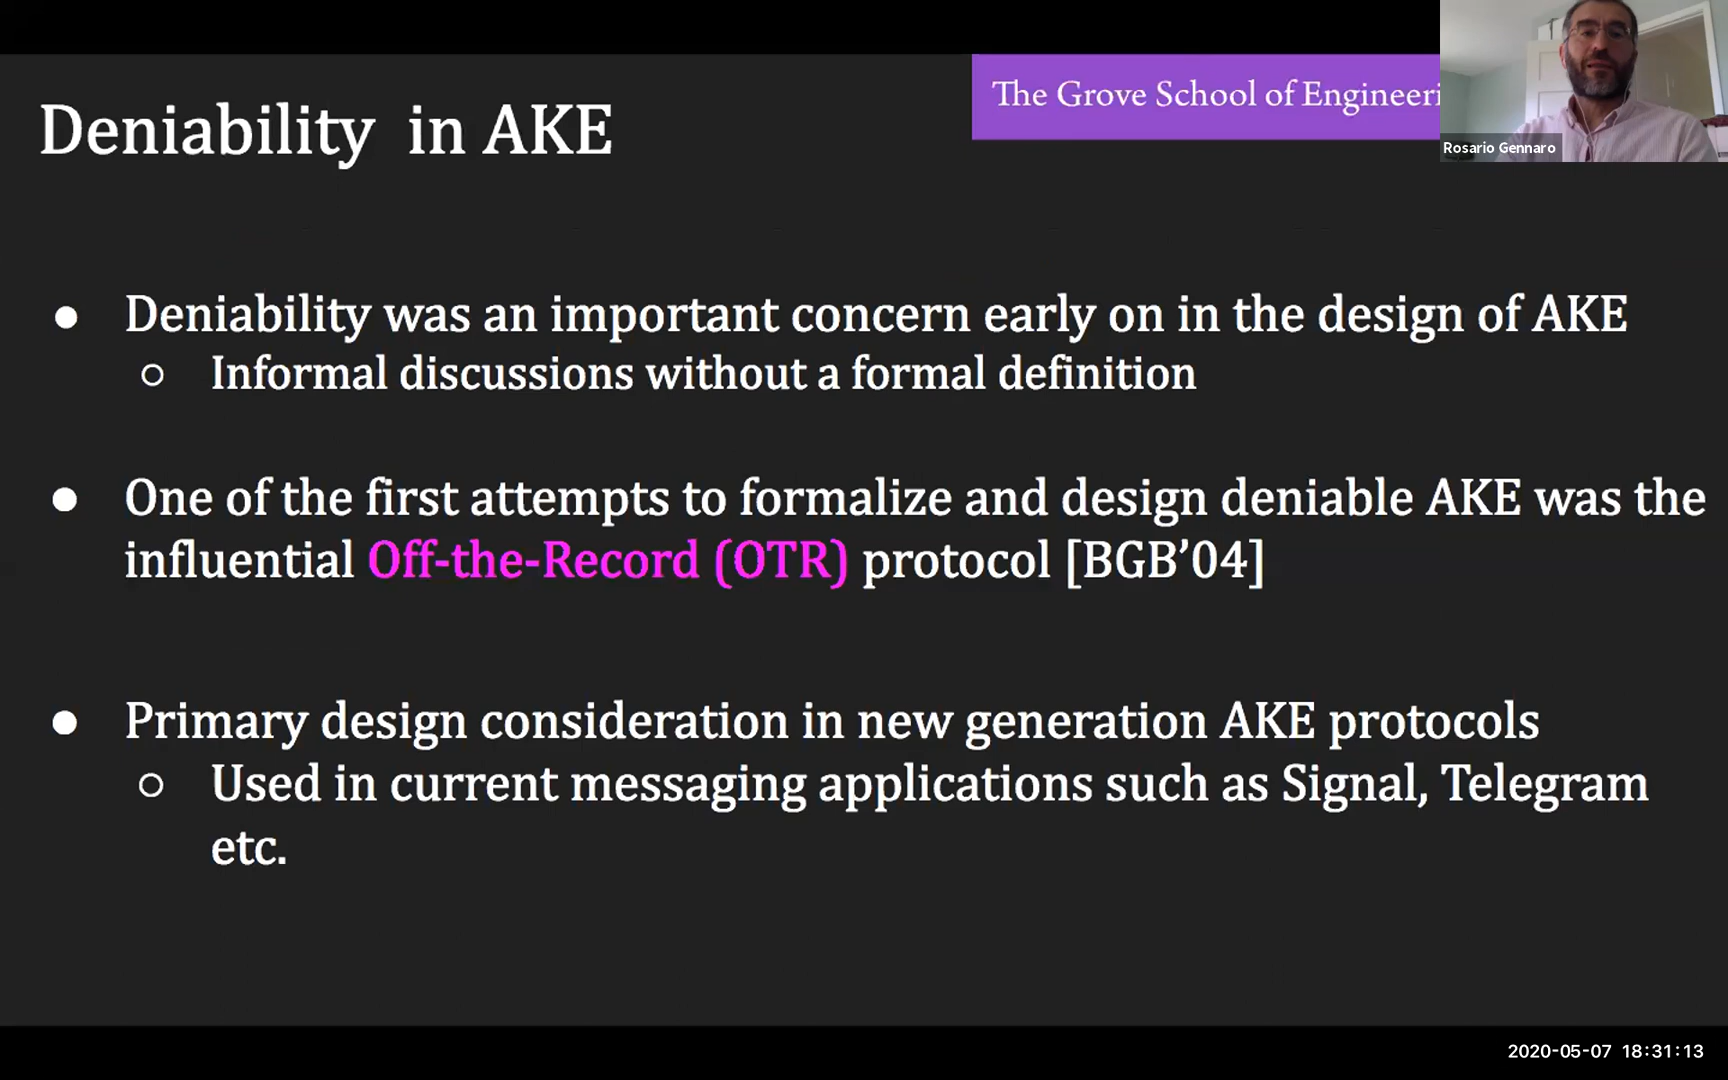 Deniability in AKE
The Grove School of Engineeri
Rosario Gennaro
● Deniability was an important concern early on in the design of AKE
○ Informal discussions without a formal definition
● One of the first attempts to formalize and design deniable AKE was the
influential Off-the-Record (OTR) protocol [BGB’04]
● Primary design consideration in new generation AKE protocols
○ Used in current messaging applications such as Signal, Telegram
etc.
2020-05-07 18:31:13